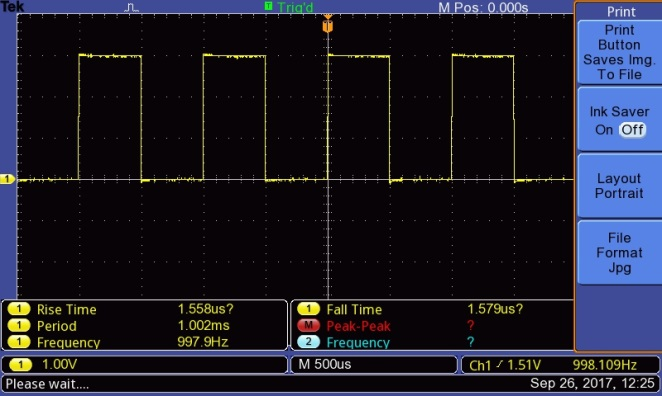 Tek
Trig'd
M Pos: 0.000s
T
1
Print
Print
Button
Saves Img.
To File
Ink Saver
On Off
Layout
Portrait
File
Format
Jpg
1 Rise Time 1.558us?
1 Period 1.002ms
1 Frequency 997.9Hz
1 Fall Time 1.579us?
M Peak-Peak ?
2 Frequency ?
1 1.00V
M 500us
Ch1 / 1.51V 998.109Hz
Please wait....
Sep 26, 2017, 12:25